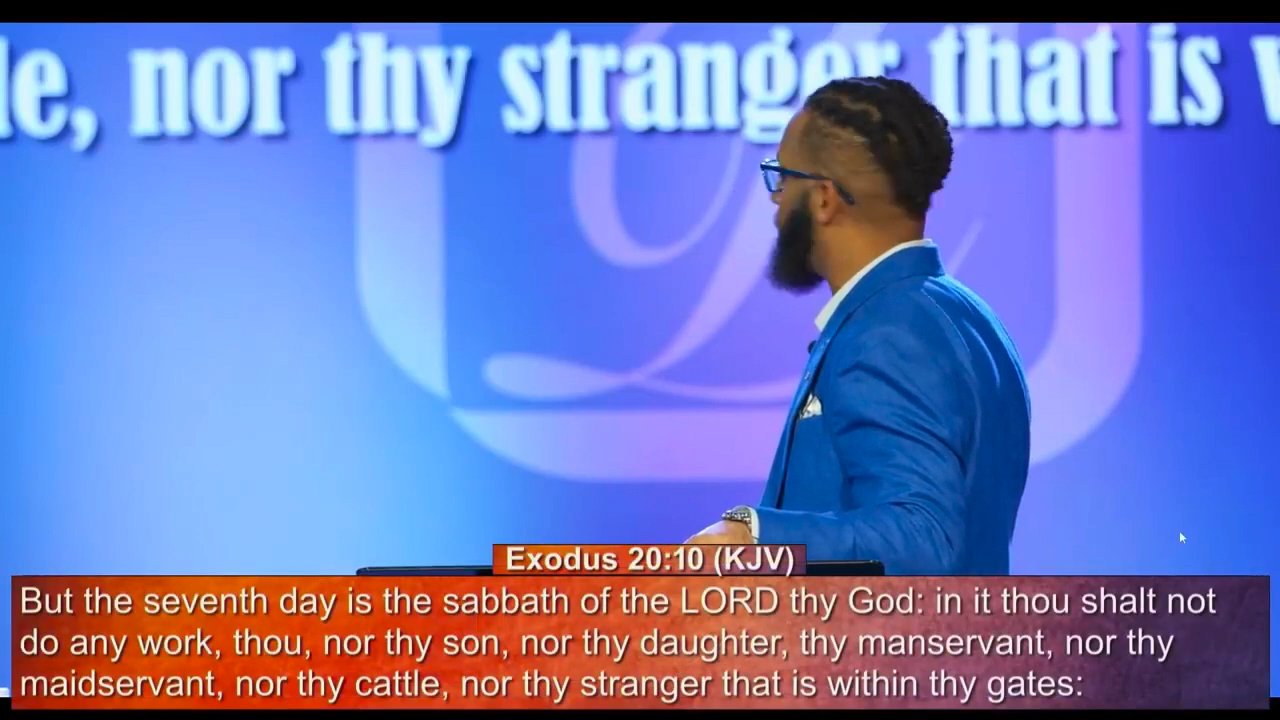 le, nor thy stranger that is w
Exodus 20:10 (KJV)
But the seventh day is the sabbath of the LORD thy God: in it thou shalt not
do any work, thou, nor thy son, nor thy daughter, thy manservant, nor thy
maidservant, nor thy cattle, nor thy stranger that is within thy gates: